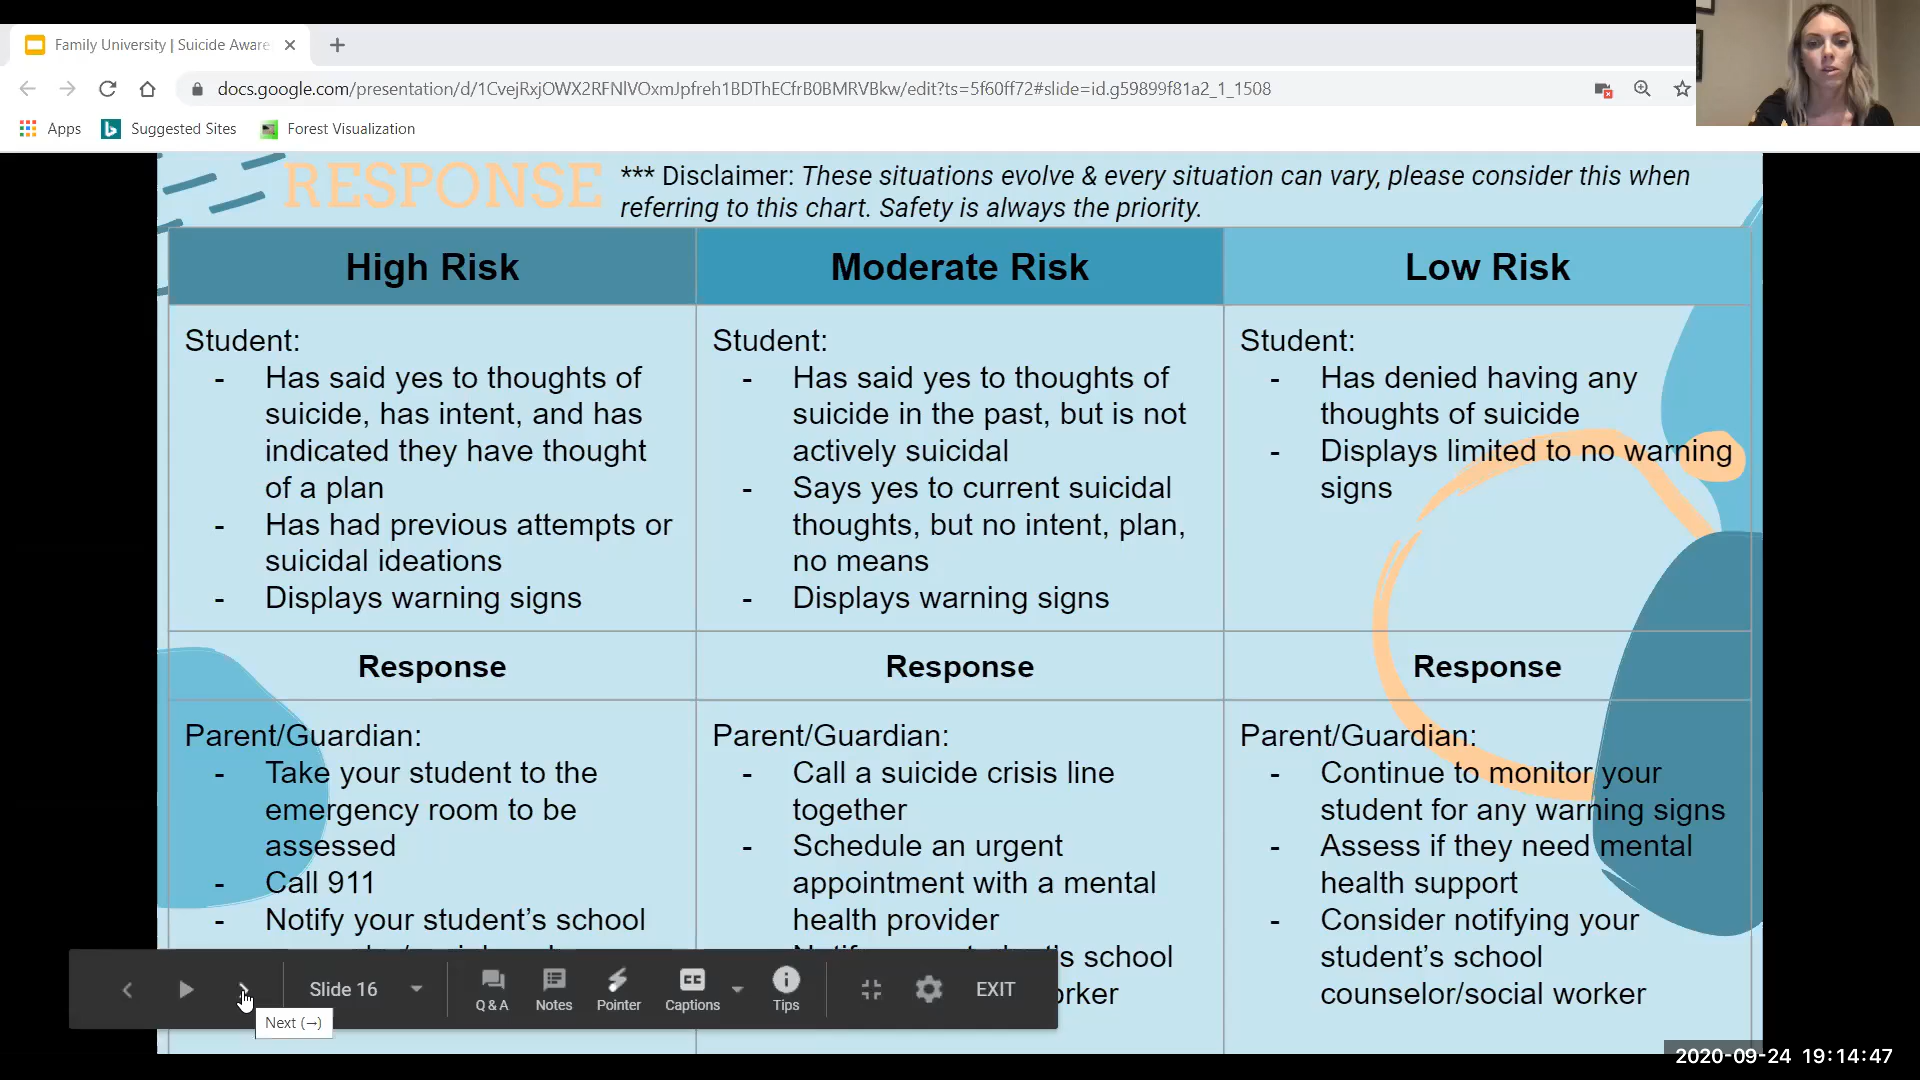 Family University | Suicide Aware
docs.google.com/presentation/d/1CvejRxjOWX2RFNlVOxmJpfreh1BDThECfrB0BMRVBkw/edit?ts=5f60ff72#slide=id.g59899f81a2_1_1508
Apps
Suggested Sites
Forest Visualization
RESPONSE
*** Disclaimer: These situations evolve & every situation can vary, please consider this when
referring to this chart. Safety is always the priority.
High Risk
Student:
- Has said yes to thoughts of
suicide, has intent, and has
indicated they have thought
of a plan
- Has had previous attempts or
suicidal ideations
- Displays warning signs
Response
Parent/Guardian:
- Take your student to the
emergency room to be
assessed
- Call 911
- Notify your student’s school
Moderate Risk
Student:
- Has said yes to thoughts of
suicide in the past, but is not
actively suicidal
- Says yes to current suicidal
thoughts, but no intent, plan,
no means
- Displays warning signs
Response
Parent/Guardian:
- Call a suicide crisis line
together
- Schedule an urgent
appointment with a mental
health provider
school
Low Risk
Student:
- Has denied having any
thoughts of suicide
- Displays limited to no warning
signs
Response
Parent/Guardian:
- Continue to monitor your
student for any warning signs
- Assess if they need mental
health support
- Consider notifying your
student’s school
counselor/social worker
Slide 16
Q & A
Notes
Pointer
CC
Captions
Tips
EXIT
Next (→)
2020-09-24 19:14:47